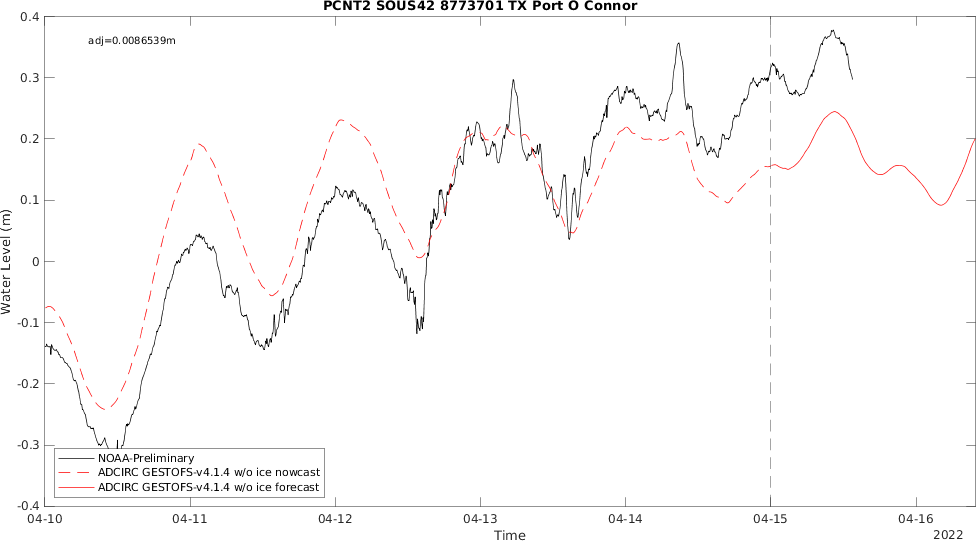 PCNT2 SOUS42 8773701 TX Port O Connor
adj=0.0086539m
0.4
0.3
0.2
0.1
0
-0.1
-0.2
-0.3
-0.4
Water Level (m)
NOAA-Preliminary
ADCIRC GESTOFS-v4.1.4 w/o ice nowcast
ADCIRC GESTOFS-v4.1.4 w/o ice forecast
04-10 04-11 04-12 04-13 04-14 04-15 04-16
Time
2022